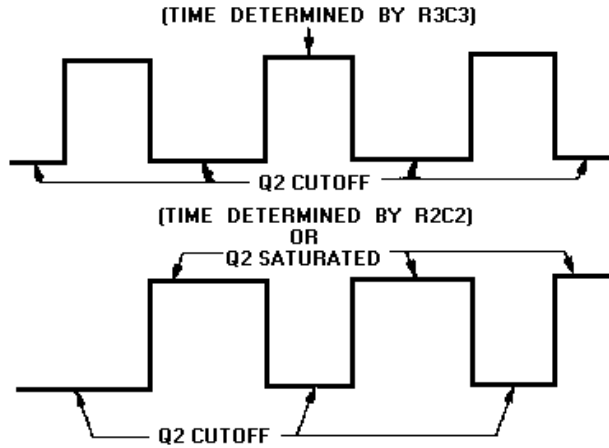 (TIME DETERMINED BY R3C3)
Q2 CUTOFF
(TIME DETERMINED BY R2C2)
OR
Q2 SATURATED
Q2 CUTOFF